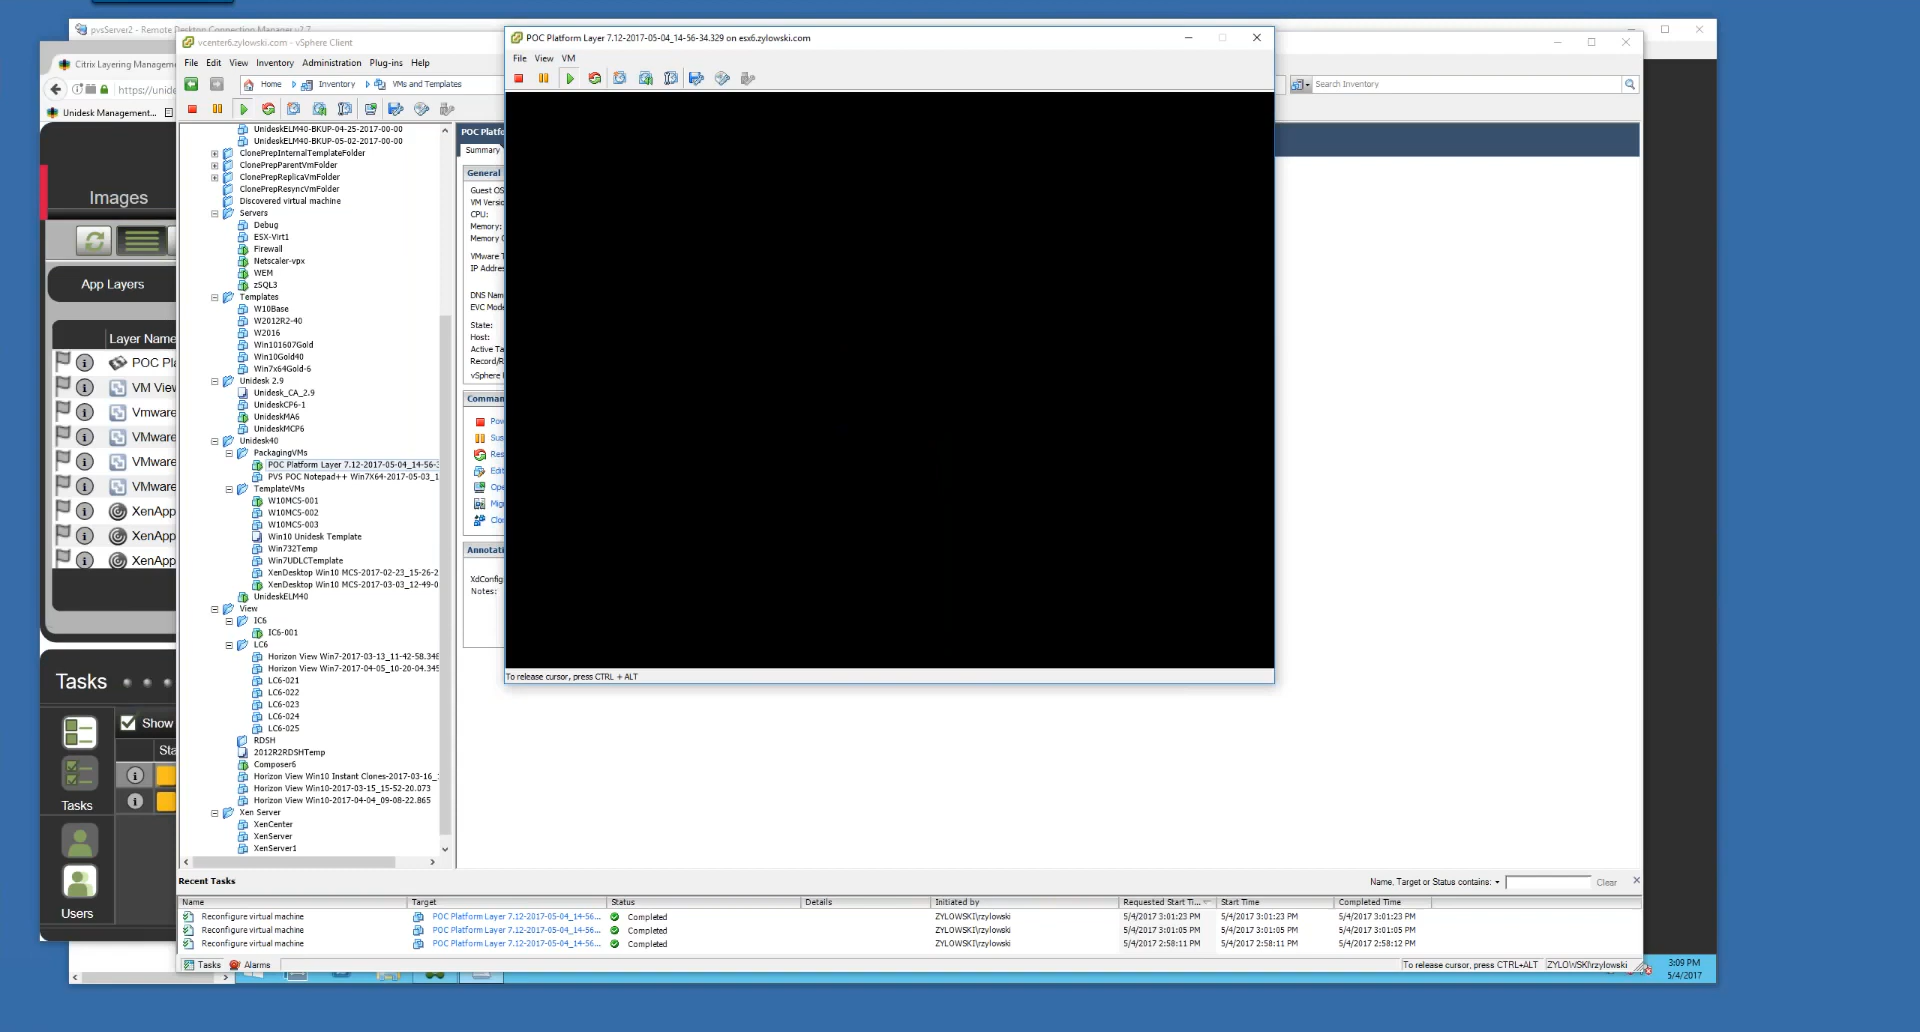 pvsServer2 - Remote Desktop Connection Manager v2.7
Citrix Layering Managem
https://unide
Unidesk Management...
Images
App Layers
Layer Name
POC Pla
VM View
Vmware
VMware
VMware
VMware
XenApp
XenApp
XenApp
Tasks
Show
Sta
Tasks
Users
vcenter6.zylowski.com - vSphere Client
File Edit View Inventory Administration Plug-ins Help
Home Inventory VMs and Templates
Search Inventory
UnideskELM40-BKUP-04-25-2017-00-00
UnideskELM40-BKUP-05-02-2017-00-00
ClonePrepInternalTemplateFolder
ClonePrepParentVmFolder
ClonePrepReplicaVmFolder
ClonePrepResyncVmFolder
Discovered virtual machine
Servers
Debug
ESX-Virt1
Firewall
Netscaler-vpx
WEM
zSQL3
Templates
W10Base
W2012R2-40
W2016
Win101607Gold
Win10Gold40
Win7x64Gold-6
Unidesk 2.9
Unidesk_CA_2.9
UnideskCP6-1
UnideskMA6
UnideskMCP6
Unidesk40
PackagingVMs
POC Platform Layer 7.12-2017-05-04_14-56-3
PVS POC Notepad++ Win7X64-2017-05-03_1
TemplateVMs
W10MCS-001
W10MCS-002
W10MCS-003
Win10 Unidesk Template
Win732Temp
Win7UDLCTemplate
XenDesktop Win10 MCS-2017-02-23_15-26-2
XenDesktop Win10 MCS-2017-03-03_12-49-0
UnideskELM40
View
IC6
IC6-001
LC6
Horizon View Win7-2017-03-13_11-42-58.348
Horizon View Win7-2017-04-05_10-20-04.345
LC6-021
LC6-022
LC6-023
LC6-024
LC6-025
RDSH
2012R2RDSHTemp
Composer6
Horizon View Win10 Instant Clones-2017-03-16_
Horizon View Win10-2017-03-15_15-52-20.073
Horizon View Win10-2017-04-04_09-08-22.865
Xen Server
XenCenter
XenServer
XenServer1
POC Platfo
Summary
General
Guest OS
VM Versio
CPU:
Memory:
Memory O
VMware T
IP Addres
DNS Nam
EVC Mode
State:
Host:
Active Ta
Record/R
vSphere
Comman
Pow
Sus
Res
Edit
Ope
Mig
Clon
Annotati
XdConfig
Notes:
POC Platform Layer 7.12-2017-05-04_14-56-34.329 on esx6.zylowski.com
File View VM
To release cursor, press CTRL + ALT
Recent Tasks
Name, Target or Status contains: Clear
Name Target Status Details Initiated by Requested Start Ti... Start Time Completed Time
Reconfigure virtual machine POC Platform Layer 7.12-2017-05-04_14-56... Completed ZYLOWSKI\rzylowski 5/4/2017 3:01:23 PM 5/4/2017 3:01:23 PM 5/4/2017 3:01:23 PM
Reconfigure virtual machine POC Platform Layer 7.12-2017-05-04_14-56... Completed ZYLOWSKI\rzylowski 5/4/2017 3:01:05 PM 5/4/2017 3:01:05 PM 5/4/2017 3:01:05 PM
Reconfigure virtual machine POC Platform Layer 7.12-2017-05-04_14-56... Completed ZYLOWSKI\rzylowski 5/4/2017 2:58:11 PM 5/4/2017 2:58:11 PM 5/4/2017 2:58:12 PM
Tasks Alarms
To release cursor, press CTRL+ALT ZYLOWSKI\rzylowski
3:09 PM
5/4/2017